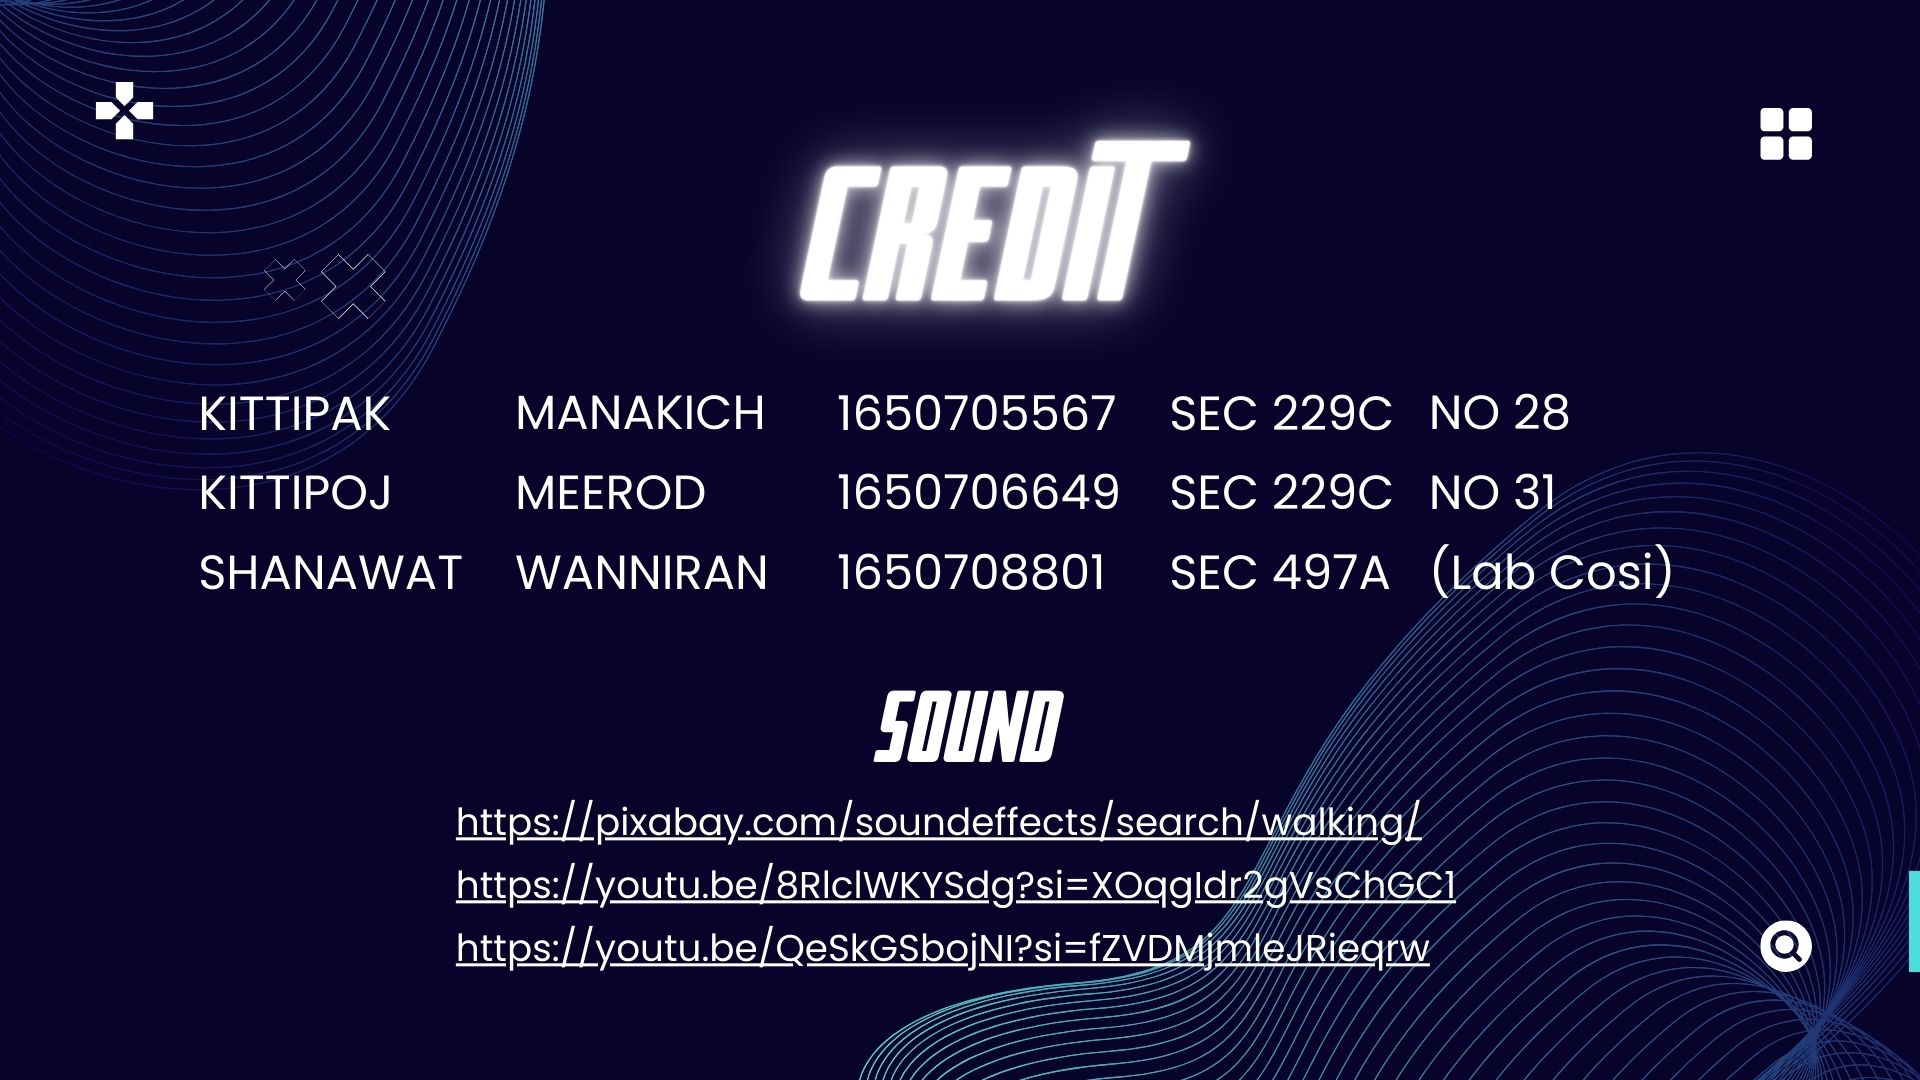 CREDIT
KITTIPAK MANAKICH 1650705567 SEC 229C NO 28
KITTIPOJ MEEROD 1650706649 SEC 229C NO 31
SHANAWAT WANNIRAN 1650708801 SEC 497A (Lab Cosi)
SOUND
https://pixabay.com/soundeffects/search/walking/
https://youtu.be/8RlclWKYSdg?si=XOqgIdr2gVsChGC1
https://youtu.be/QeSkGSbojNI?si=fZVDMjmleJRieqrw